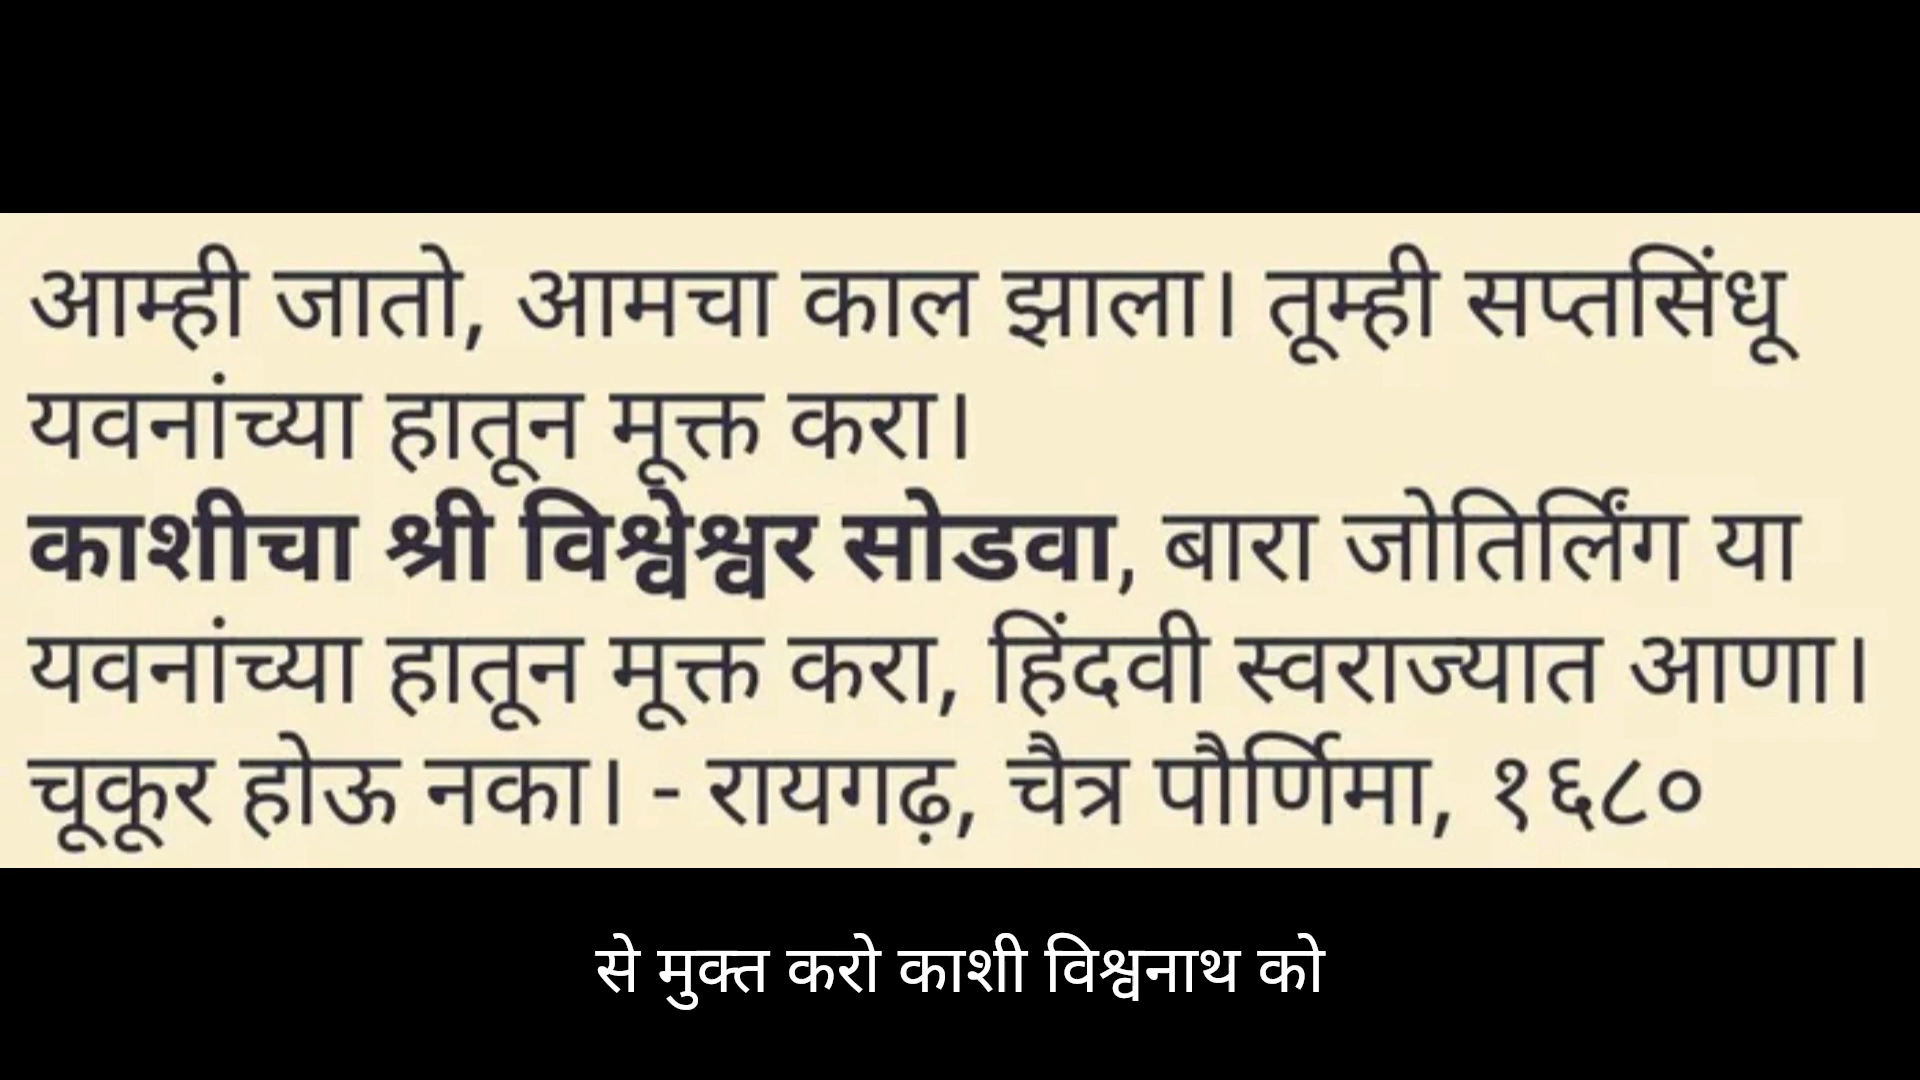 आम्ही जातो, आमचा काल झाला। तूम्ही सप्तसिंधू
यवनांच्या हातून मूक्त करा।
काशीचा श्री विश्वेश्वर सोडवा, बारा जोतिर्लिंग या
यवनांच्या हातून मूक्त करा, हिंदवी स्वराज्यात आणा।
चूकूर होऊ नका। - रायगढ़, चैत्र पौर्णिमा, १६८०
से मुक्त करो काशी विश्वनाथ को